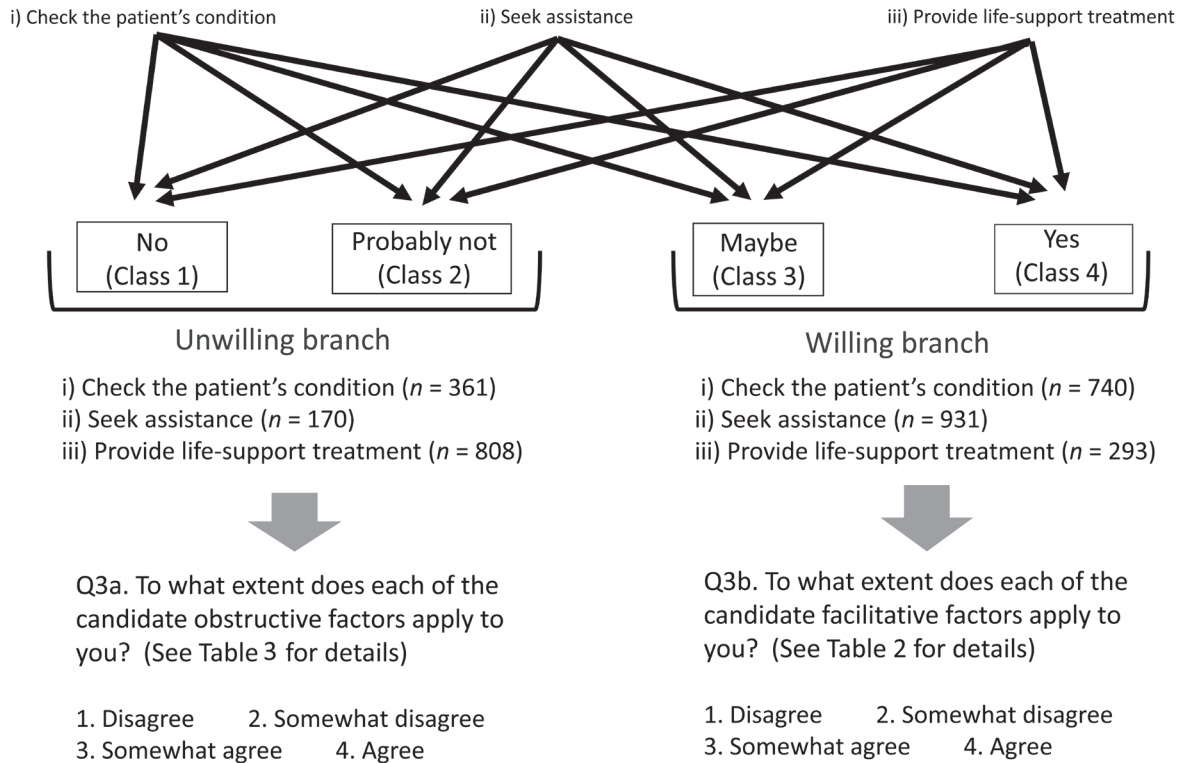 i) Check the patient's condition
ii) Seek assistance
iii) Provide life-support treatment
No
(Class 1)
Probably not
(Class 2)
Maybe
(Class 3)
Yes
(Class 4)
Unwilling branch
i) Check the patient's condition (n = 361)
ii) Seek assistance (n = 170)
iii) Provide life-support treatment (n = 808)
Q3a. To what extent does each of the
candidate obstructive factors apply to
you? (See Table 3 for details)
1. Disagree 2. Somewhat disagree
3. Somewhat agree 4. Agree
Willing branch
i) Check the patient's condition (n = 740)
ii) Seek assistance (n = 931)
iii) Provide life-support treatment (n = 293)
Q3b. To what extent does each of the
candidate facilitative factors apply to
you? (See Table 2 for details)
1. Disagree 2. Somewhat disagree
3. Somewhat agree 4. Agree